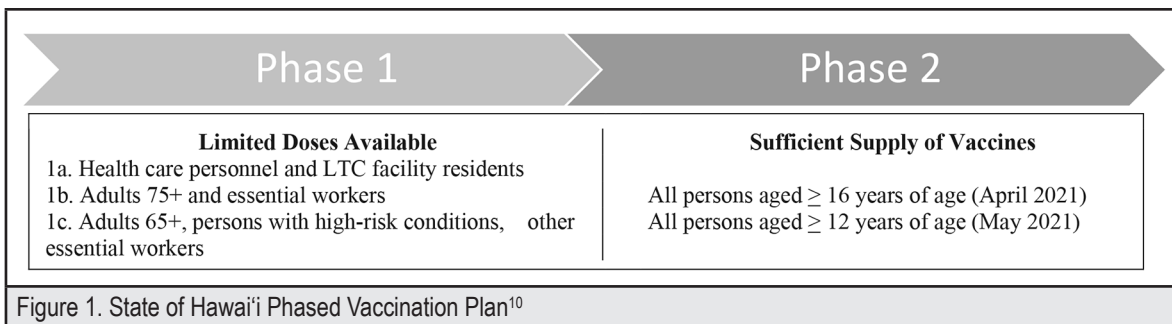 Phase 1
Phase 2
Limited Doses Available
1a. Health care personnel and LTC facility residents
1b. Adults 75+ and essential workers
1c. Adults 65+, persons with high-risk conditions, other
essential workers
Sufficient Supply of Vaccines
All persons aged ≥ 16 years of age (April 2021)
All persons aged ≥ 12 years of age (May 2021)
Figure 1. State of Hawai‘i Phased Vaccination Plan¹⁰